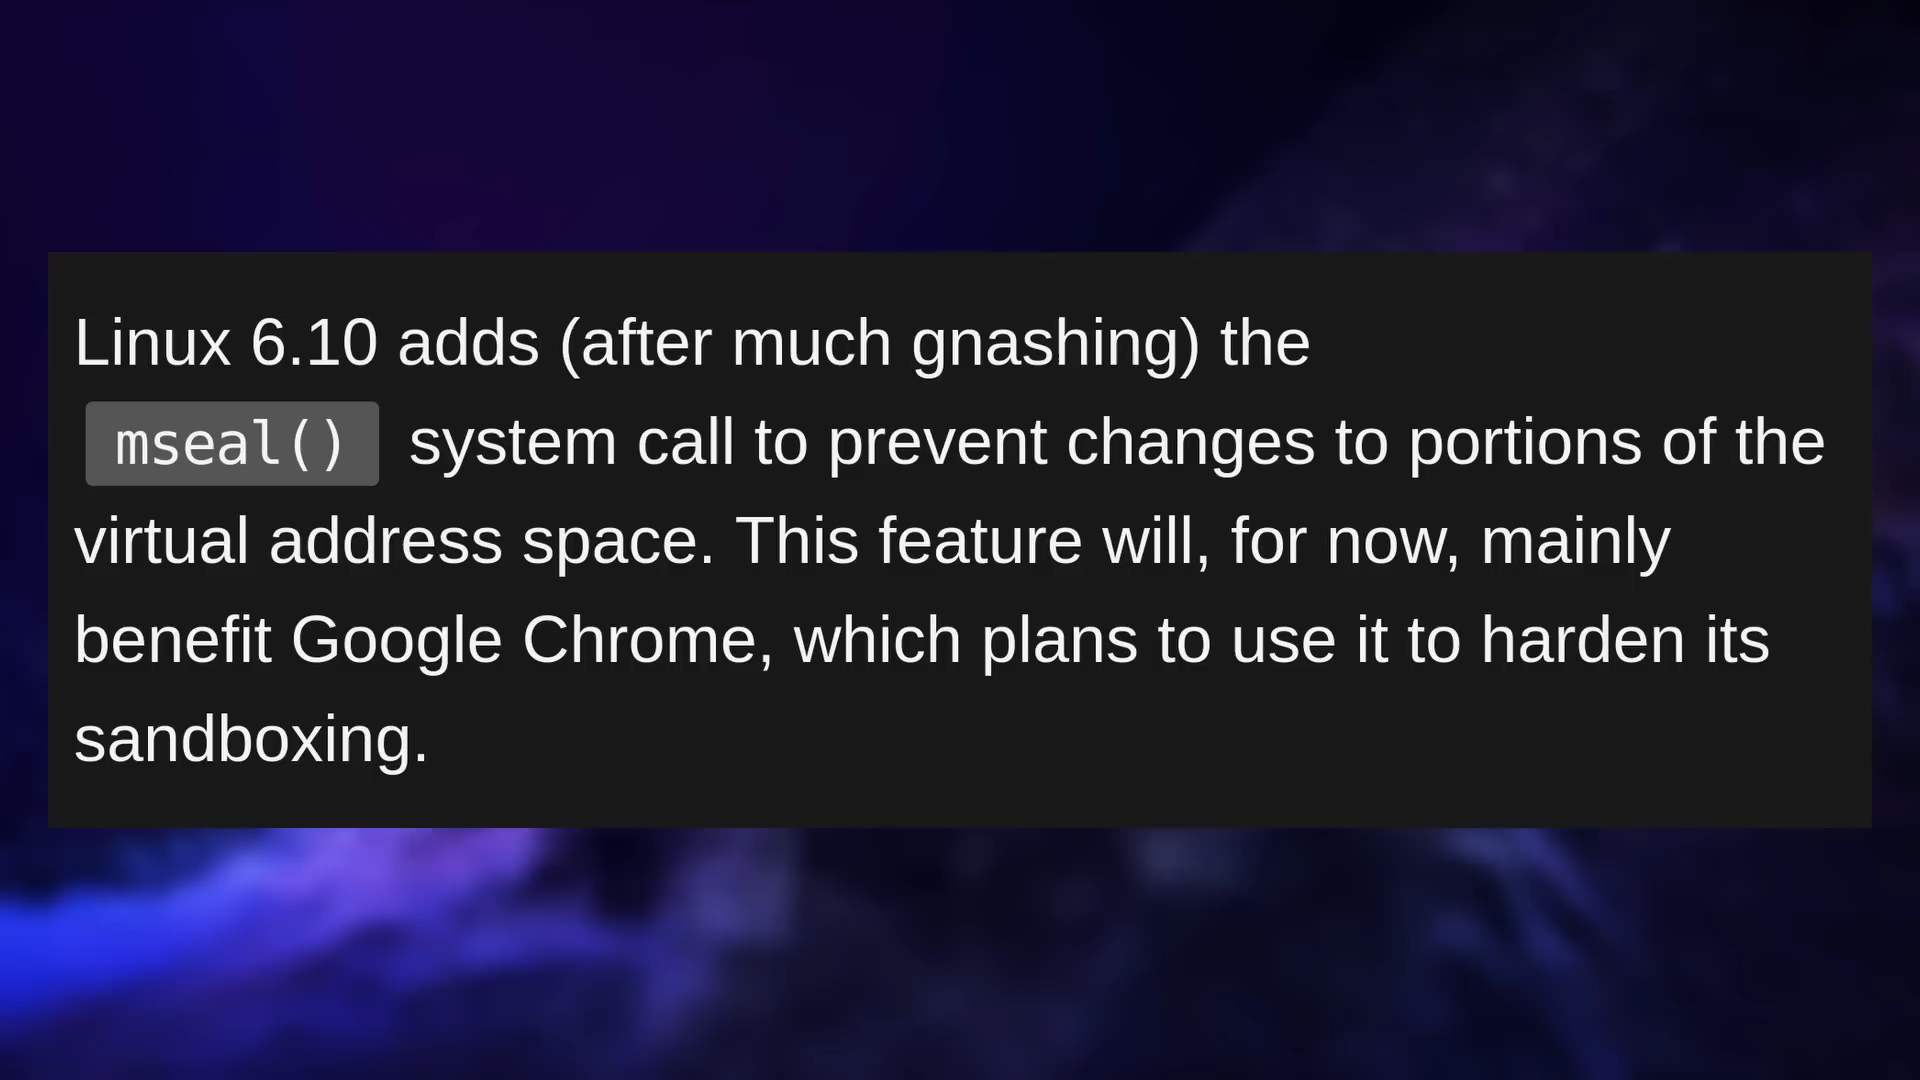 Linux 6.10 adds (after much gnashing) the
mseal() system call to prevent changes to portions of the
virtual address space. This feature will, for now, mainly
benefit Google Chrome, which plans to use it to harden its
sandboxing.